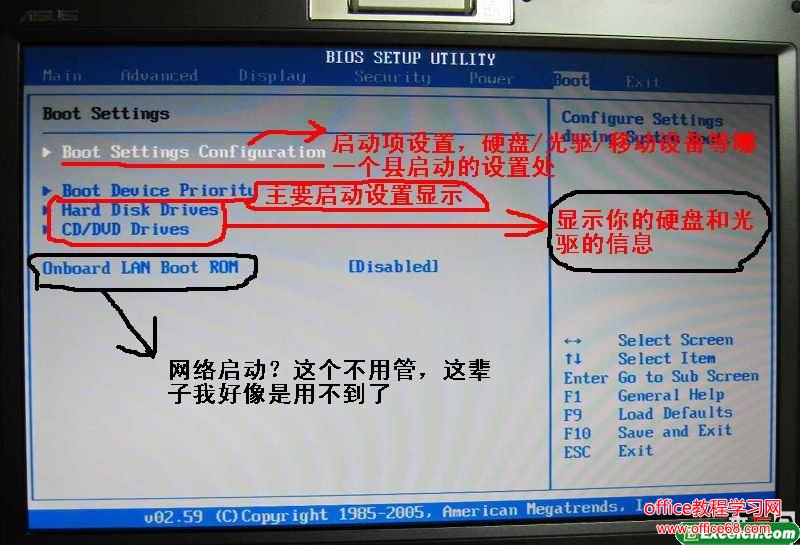 ASUS
BIOS SETUP UTILITY
Main Advanced Display Security Power Boot Exit
Boot Settings
Configure Settings
during System Boot
Boot Settings Configuration
启动项设置，硬盘/光驱/移动设备等哪
一个县启动的设置处
Boot Device Priority
主要启动设置显示
Hard Disk Drives
CD/DVD Drives
显示你的硬盘和光
驱的信息
Onboard LAN Boot ROM [Disabled]
网络启动？这个不用管，这辈
子我好像是用不到了
↔ Select Screen
↑↓ Select Item
Enter Go to Sub Screen
F1 General Help
F9 Load Defaults
F10 Save and Exit
ESC Exit
v02.59 (C)Copyright 1985-2005, American Megatrends,
office教程学习网
www.office68.com
Excelcn.com